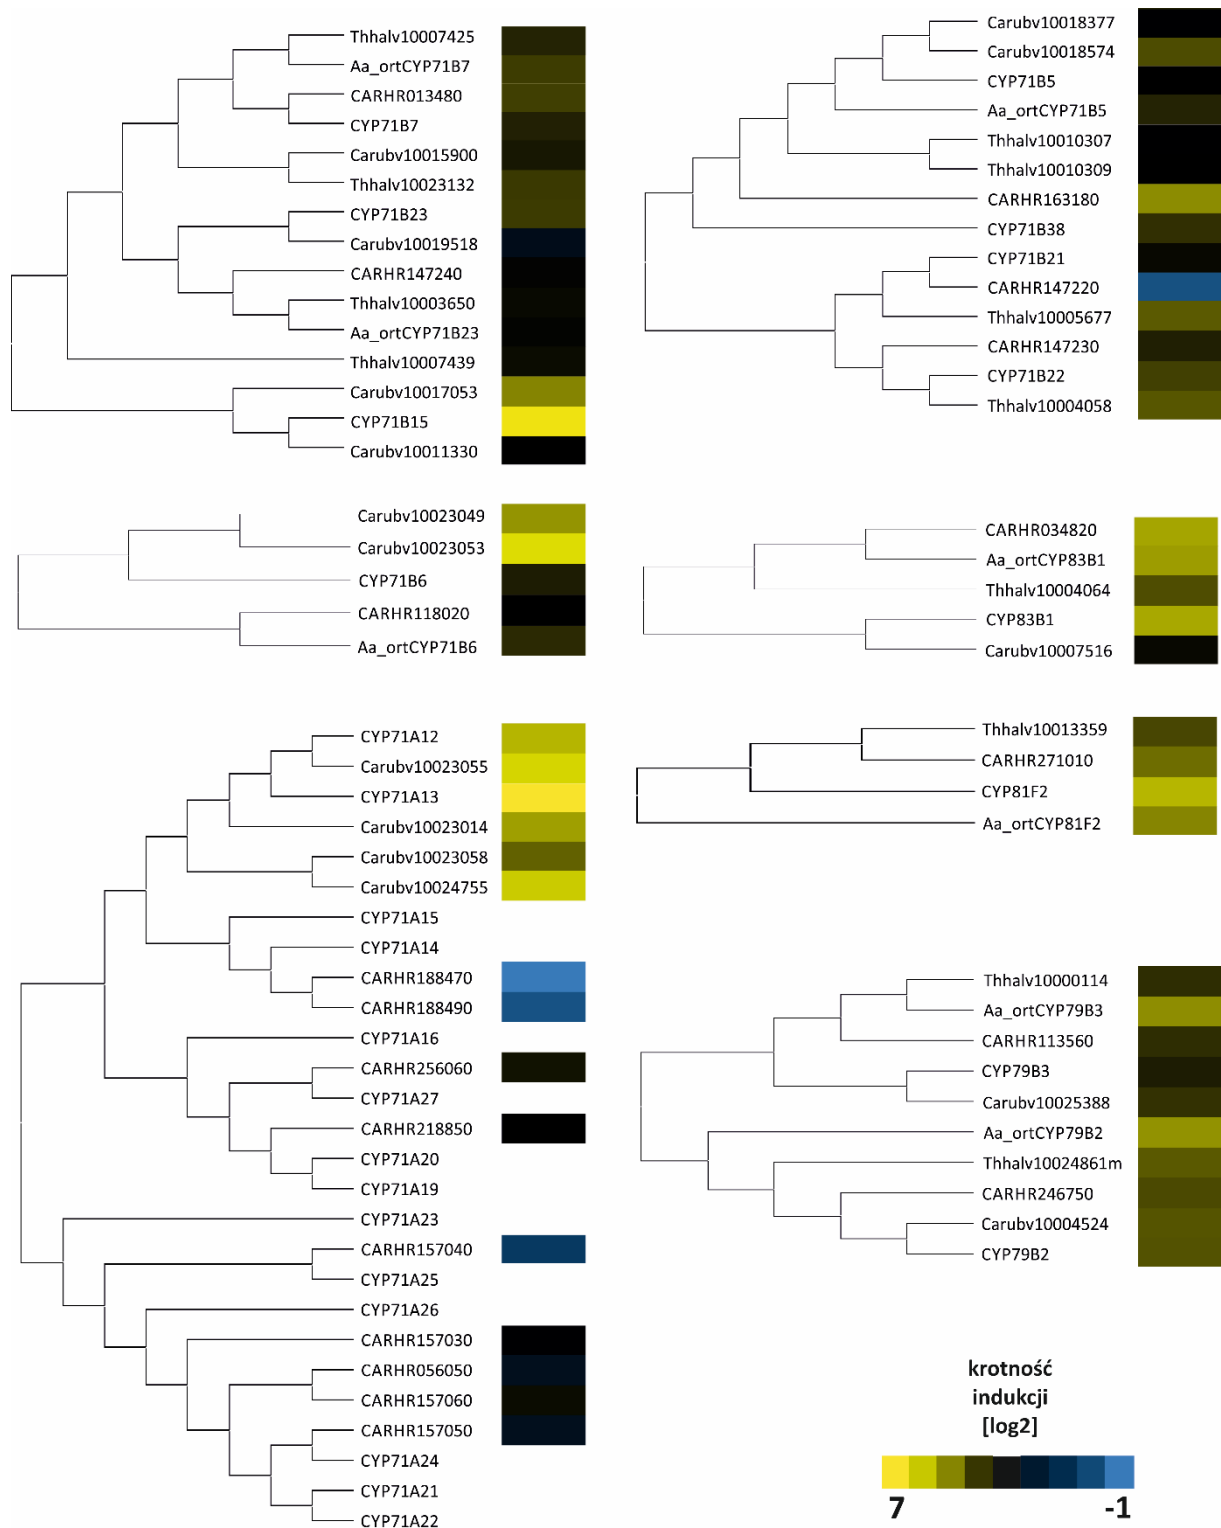 Thhalv10007425
Aa_ortCYP71B7
CARHR013480
CYP71B7
Carubv10015900
Thhalv10023132
CYP71B23
Carubv10019518
CARHR147240
Thhalv10003650
Aa_ortCYP71B23
Thhalv10007439
Carubv10017053
CYP71B15
Carubv10011330
Carubv10023049
Carubv10023053
CYP71B6
CARHR118020
Aa_ortCYP71B6
CYP71A12
Carubv10023055
CYP71A13
Carubv10023014
Carubv10023058
Carubv10024755
CYP71A15
CYP71A14
CARHR188470
CARHR188490
CYP71A16
CARHR256060
CYP71A27
CARHR218850
CYP71A20
CYP71A19
CYP71A23
CARHR157040
CYP71A25
CYP71A26
CARHR157030
CARHR056050
CARHR157060
CARHR157050
CYP71A24
CYP71A21
CYP71A22
Carubv10018377
Carubv10018574
CYP71B5
Aa_ortCYP71B5
Thhalv10010307
Thhalv10010309
CARHR163180
CYP71B38
CYP71B21
CARHR147220
Thhalv10005677
CARHR147230
CYP71B22
Thhalv10004058
CARHR034820
Aa_ortCYP83B1
Thhalv10004064
CYP83B1
Carubv10007516
Thhalv10013359
CARHR271010
CYP81F2
Aa_ortCYP81F2
Thhalv10000114
Aa_ortCYP79B3
CARHR113560
CYP79B3
Carubv10025388
Aa_ortCYP79B2
Thhalv10024861m
CARHR246750
Carubv10004524
CYP79B2
krotność
indukcji
[log2]
7 -1